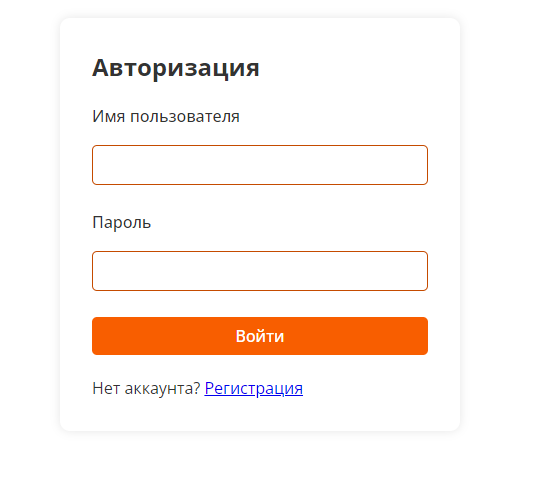 Авторизация
Имя пользователя
Пароль
Войти
Нет аккаунта? Регистрация